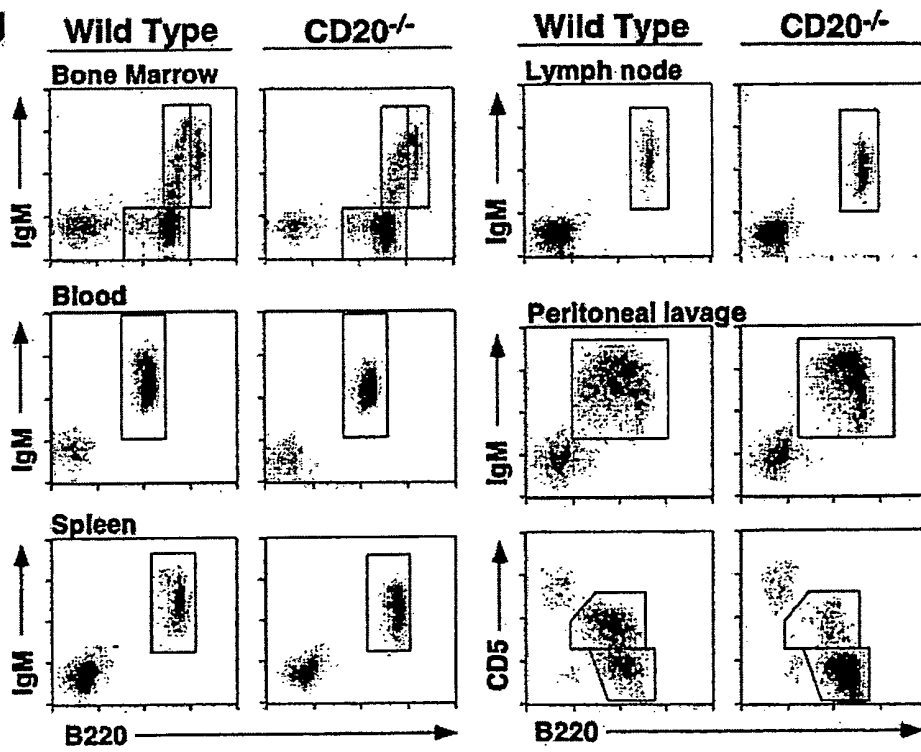 Wild Type CD20-/- Wild Type CD20-/-
Bone Marrow
IgM
Lymph node
IgM
Blood
IgM
Peritoneal lavage
IgM
Spleen
IgM
CD5
B220
B220